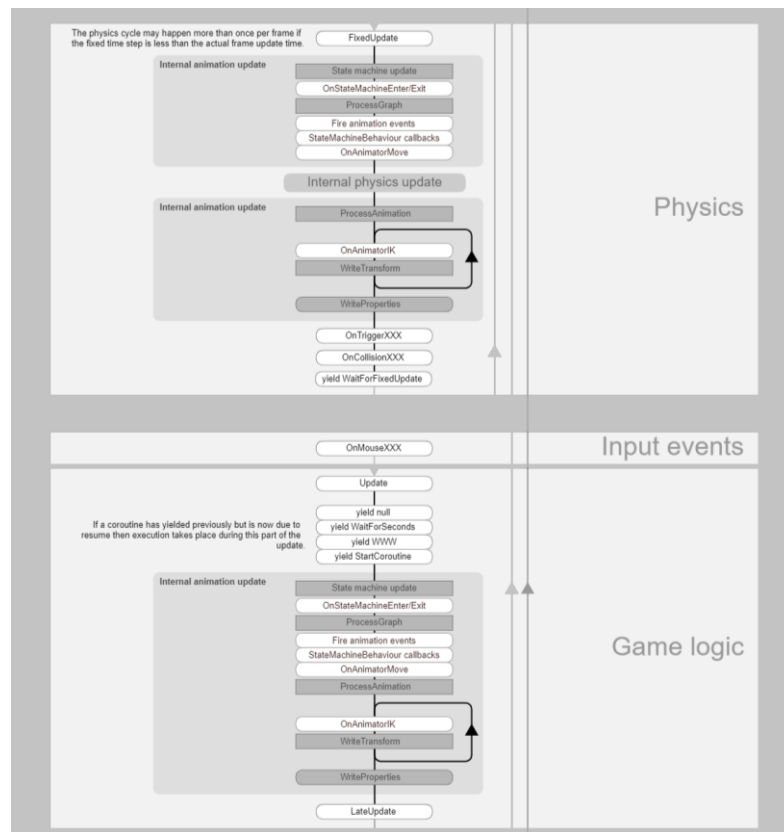 The physics cycle may happen more than once per frame if
the fixed time step is less than the actual frame update time.
FixedUpdate
Internal animation update
State machine update
OnStateMachineEnter/Exit
ProcessGraph
Fire animation events
StateMachineBehaviour callbacks
OnAnimatorMove
Internal physics update
Physics
Internal animation update
ProcessAnimation
OnAnimatorIK
WriteTransform
WriteProperties
OnTriggerXXX
OnCollisionXXX
yield WaitForFixedUpdate
Input events
OnMouseXXX
Update
yield null
If a coroutine has yielded previously but is now due to
resume then execution takes place during this part of the
update.
yield WaitForSeconds
yield WWW
yield StartCoroutine
Internal animation update
State machine update
OnStateMachineEnter/Exit
ProcessGraph
Fire animation events
StateMachineBehaviour callbacks
OnAnimatorMove
Game logic
ProcessAnimation
OnAnimatorIK
WriteTransform
WriteProperties
LateUpdate